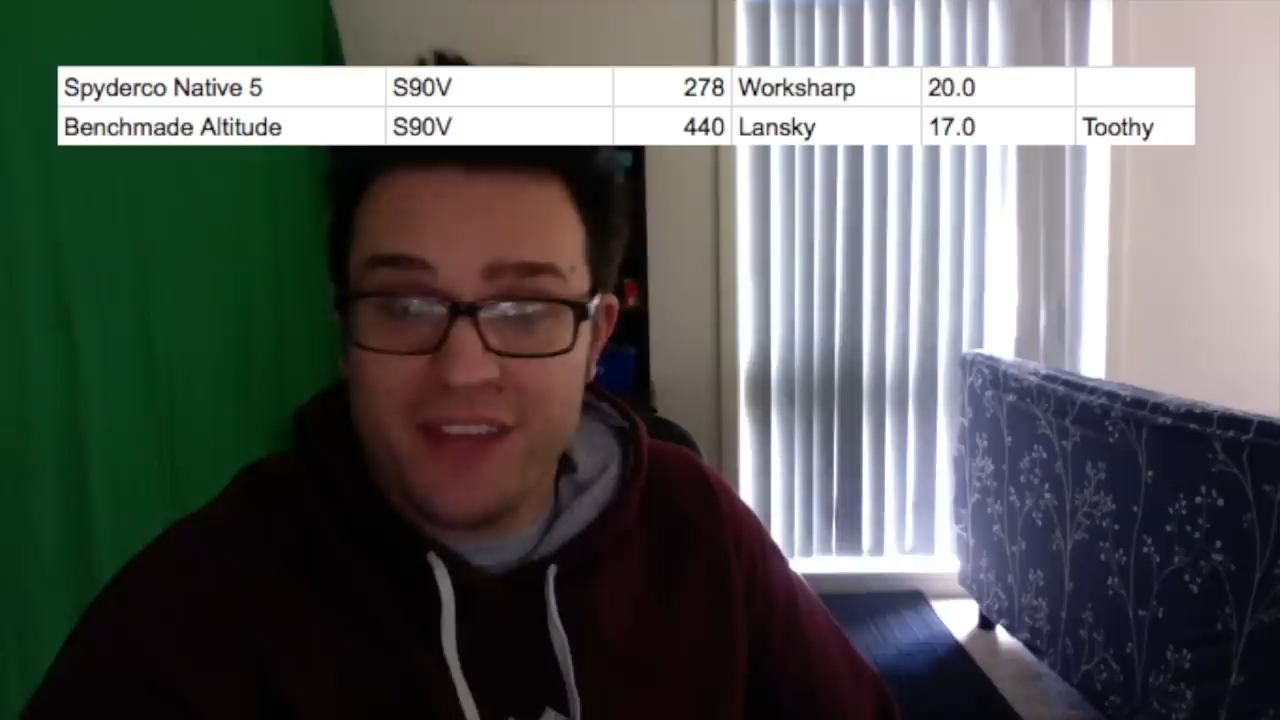 Spyderco Native 5 S90V 278 Worksharp 20.0
Benchmade Altitude S90V 440 Lansky 17.0 Toothy